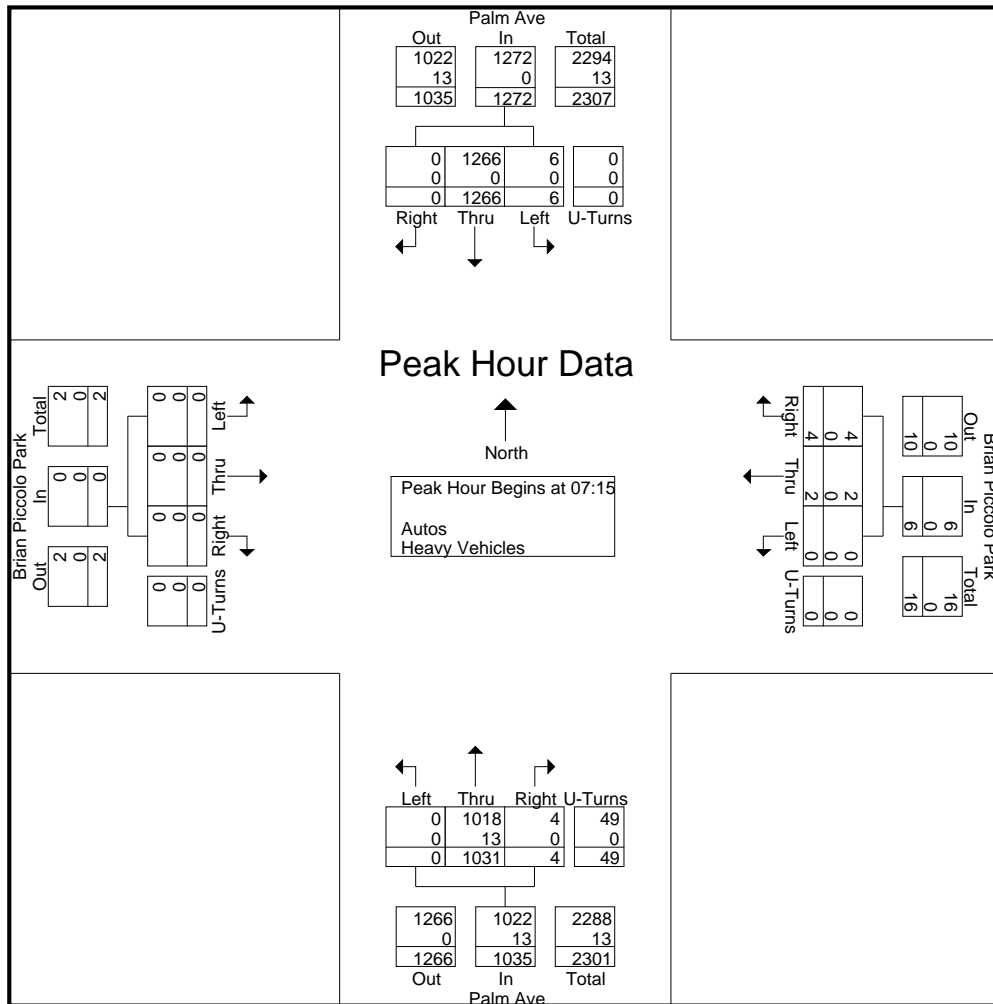 Palm Ave
Out In Total
1022 1272 2294
13 0 13
1035 1272 2307
0 1266 6 0
0 0 0 0
0 1266 6 0
Right Thru Left U-Turns
Peak Hour Data
North
Peak Hour Begins at 07:15
Autos
Heavy Vehicles
Brian Piccolo Park
Out In Total
2 0 2
0 0 0
2 0 2
U-Turns Right Thru Left
0 0 0 0
0 0 0 0
0 0 0 0
Brian Piccolo Park
Out In Total
10 6 16
0 0 0
10 6 16
Right Thru Left U-Turns
4 2 0 0
0 0 0 0
4 2 0 0
Left Thru Right U-Turns
0 1018 4 49
0 13 0 0
0 1031 4 49
1266 1022 2288
0 13 13
1266 1035 2301
Out In Total
Palm Ave